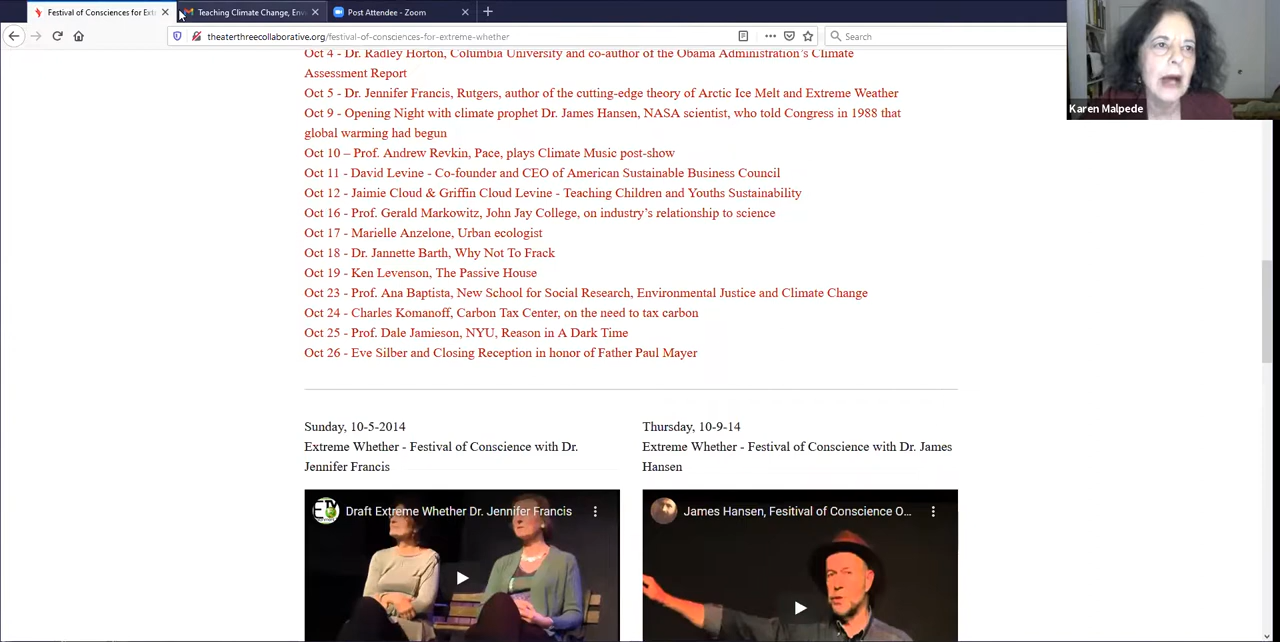 Festival of Consciences for Ext
Teaching Climate Change, Env
Post Attendee - Zoom
theaterthreecollaborative.org/festival-of-consciences-for-extreme-whether
Search
Karen Malpede
Oct 4 - Dr. Radley Horton, Columbia University and co-author of the Obama Administration's Climate
Assessment Report
Oct 5 - Dr. Jennifer Francis, Rutgers, author of the cutting-edge theory of Arctic Ice Melt and Extreme Weather
Oct 9 - Opening Night with climate prophet Dr. James Hansen, NASA scientist, who told Congress in 1988 that
global warming had begun
Oct 10 – Prof. Andrew Revkin, Pace, plays Climate Music post-show
Oct 11 - David Levine - Co-founder and CEO of American Sustainable Business Council
Oct 12 - Jaimie Cloud & Griffin Cloud Levine - Teaching Children and Youths Sustainability
Oct 16 - Prof. Gerald Markowitz, John Jay College, on industry's relationship to science
Oct 17 - Marielle Anzelone, Urban ecologist
Oct 18 - Dr. Jannette Barth, Why Not To Frack
Oct 19 - Ken Levenson, The Passive House
Oct 23 - Prof. Ana Baptista, New School for Social Research, Environmental Justice and Climate Change
Oct 24 - Charles Komanoff, Carbon Tax Center, on the need to tax carbon
Oct 25 - Prof. Dale Jamieson, NYU, Reason in A Dark Time
Oct 26 - Eve Silber and Closing Reception in honor of Father Paul Mayer
Sunday, 10-5-2014
Extreme Whether - Festival of Conscience with Dr.
Jennifer Francis
Draft Extreme Whether Dr. Jennifer Francis
Thursday, 10-9-14
Extreme Whether - Festival of Conscience with Dr. James
Hansen
James Hansen, Fesitival of Conscience O...